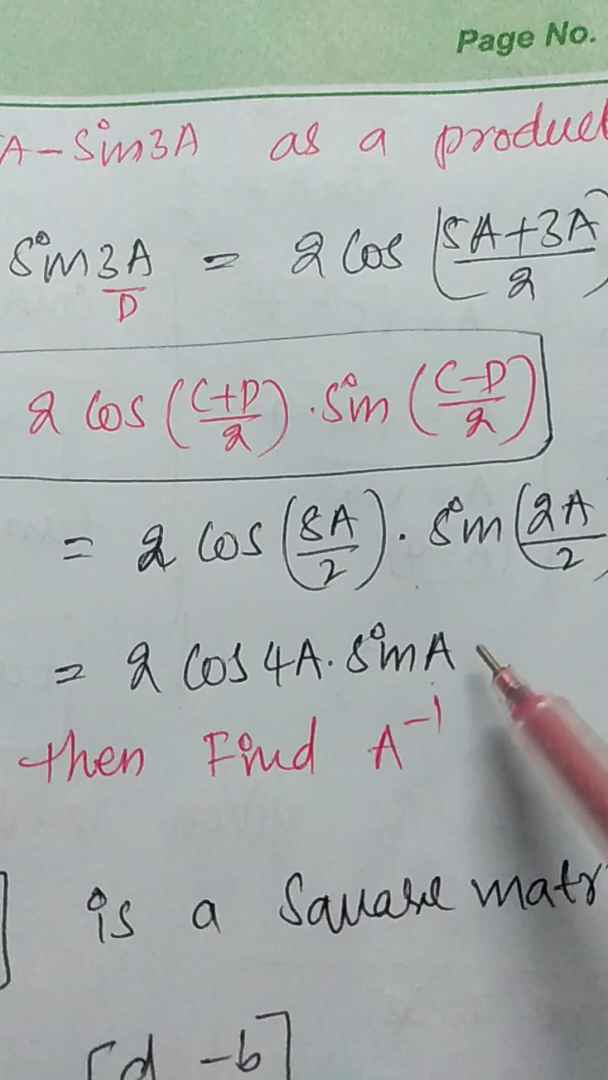 Page No.
A - Sin3A as a product
Sin3A = 2 Cos (5A+3A/2)
D
2 Cos (C+D/2) . Sin (C-D/2)
= 2 Cos (8A/2) . Sin (2A/2)
= 2 Cos 4A . SinA
then Find A⁻¹
] is a Square matr
[d -b]